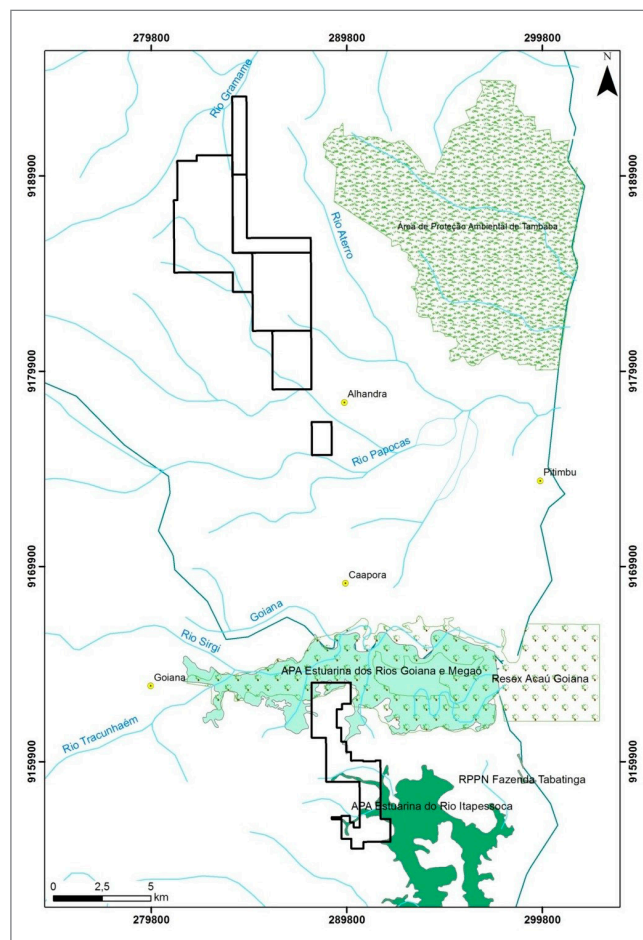 279800 289800 299800
N
Rio Gramame
9189900 9189900
Área de Proteção Ambiental de Tambaba
Rio Aterro
9179900 9179900
Alhandra
Rio Papocas
Pitimbu
9169900 9169900
Caapora
Goiana
Rio Sirgi
APA Estuarina dos Rios Goiana e Megaó
Resex Acaú Goiana
Goiana
Rio Tracunhaém
9159900 9159900
RPPN Fazenda Tabatinga
APA Estuarina do Rio Itapessoca
0 2,5 5
km
279800 289800 299800